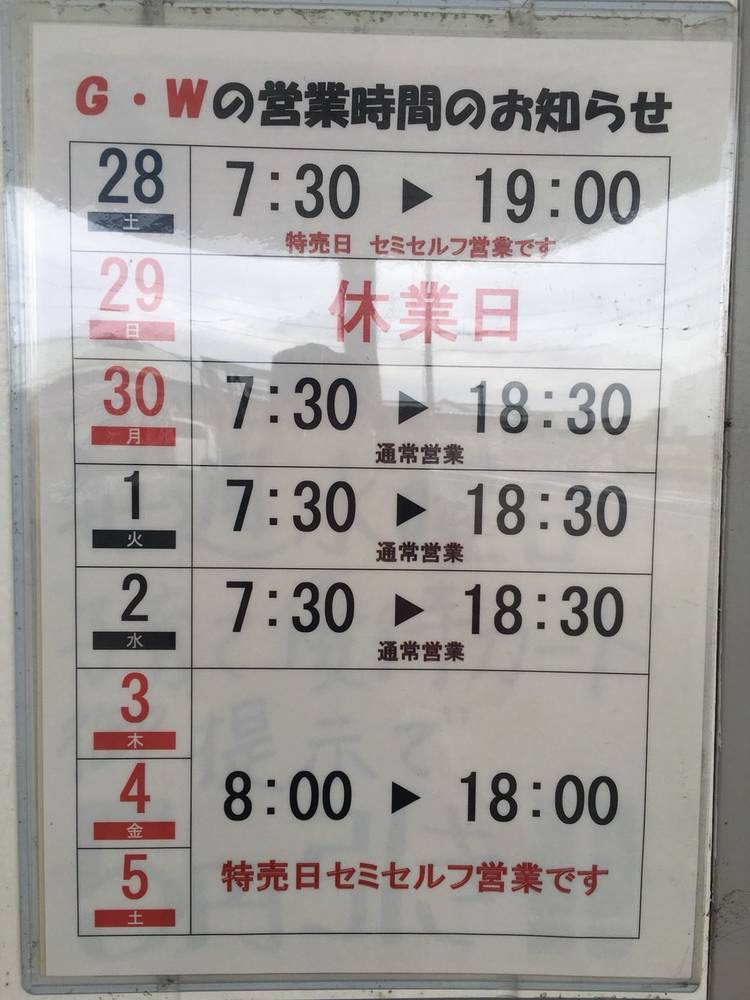 G・Wの営業時間のお知らせ
28 土 7:30 ▶ 19:00
特売日 セミセルフ営業です
29 日 休業日
30 月 7:30 ▶ 18:30
通常営業
1 火 7:30 ▶ 18:30
通常営業
2 水 7:30 ▶ 18:30
通常営業
3 木
4 金 8:00 ▶ 18:00
5 土 特売日セミセルフ営業です